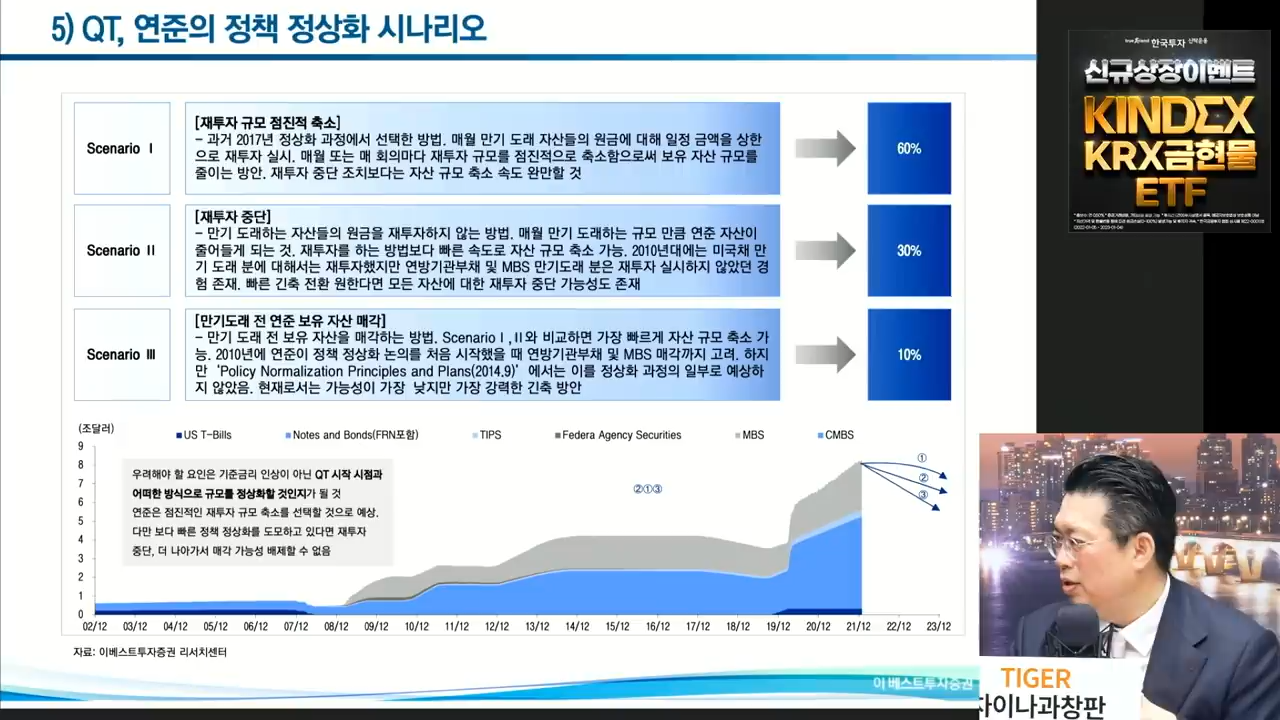 5) QT, 연준의 정책 정상화 시나리오
Scenario Ⅰ
[재투자 규모 점진적 축소]
- 과거 2017년 정상화 과정에서 선택한 방법. 매월 만기 도래 자산들의 원금에 대해 일정 금액을 상한
으로 재투자 실시. 매월 또는 매 회의마다 재투자 규모를 점진적으로 축소함으로써 보유 자산 규모를
줄이는 방안. 재투자 중단 조치보다는 자산 규모 축소 속도 완만할 것
60%
Scenario Ⅱ
[재투자 중단]
- 만기 도래하는 자산들의 원금을 재투자하지 않는 방법. 매월 만기 도래하는 규모 만큼 연준 자산이
줄어들게 되는 것. 재투자를 하는 방법보다 빠른 속도로 자산 규모 축소 가능. 2010년대에는 미국채 만
기 도래 분에 대해서는 재투자했지만 연방기관부채 및 MBS 만기도래 분은 재투자 실시하지 않았던 경
험 존재. 빠른 긴축 전환 원한다면 모든 자산에 대한 재투자 중단 가능성도 존재
30%
Scenario Ⅲ
[만기도래 전 연준 보유 자산 매각]
- 만기 도래 전 보유 자산을 매각하는 방법. ScenarioⅠ,Ⅱ와 비교하면 가장 빠르게 자산 규모 축소 가
능. 2010년에 연준이 정책 정상화 논의를 처음 시작했을 때 연방기관부채 및 MBS 매각까지 고려. 하지
만 ‘Policy Normalization Principles and Plans(2014.9)’에서는 이를 정상화 과정의 일부로 예상하
지 않았음. 현재로서는 가능성이 가장 낮지만 가장 강력한 긴축 방안
10%
(조달러)
US T-Bills Notes and Bonds(FRN포함) TIPS Federa Agency Securities MBS CMBS
9
8
7
6
5
4
3
2
1
0
우려해야 할 요인은 기준금리 인상이 아닌 QT 시작 시점과
어떠한 방식으로 규모를 정상화할 것인지가 될 것
연준은 점진적인 재투자 규모 축소를 선택할 것으로 예상.
다만 보다 빠른 정책 정상화를 도모하고 있다면 재투자
중단, 더 나아가서 매각 가능성 배제할 수 없음
②①③
①
②
③
02/12 03/12 04/12 05/12 06/12 07/12 08/12 09/12 10/12 11/12 12/12 13/12 14/12 15/12 16/12 17/12 18/12 19/12 20/12 21/12 22/12 23/12
자료: 이베스트투자증권 리서치센터
이베스트투자증권
한국투자 신탁운용
신규상장이벤트
KINDEX
KRX금현물
ETF
TIGER
차이나과창판